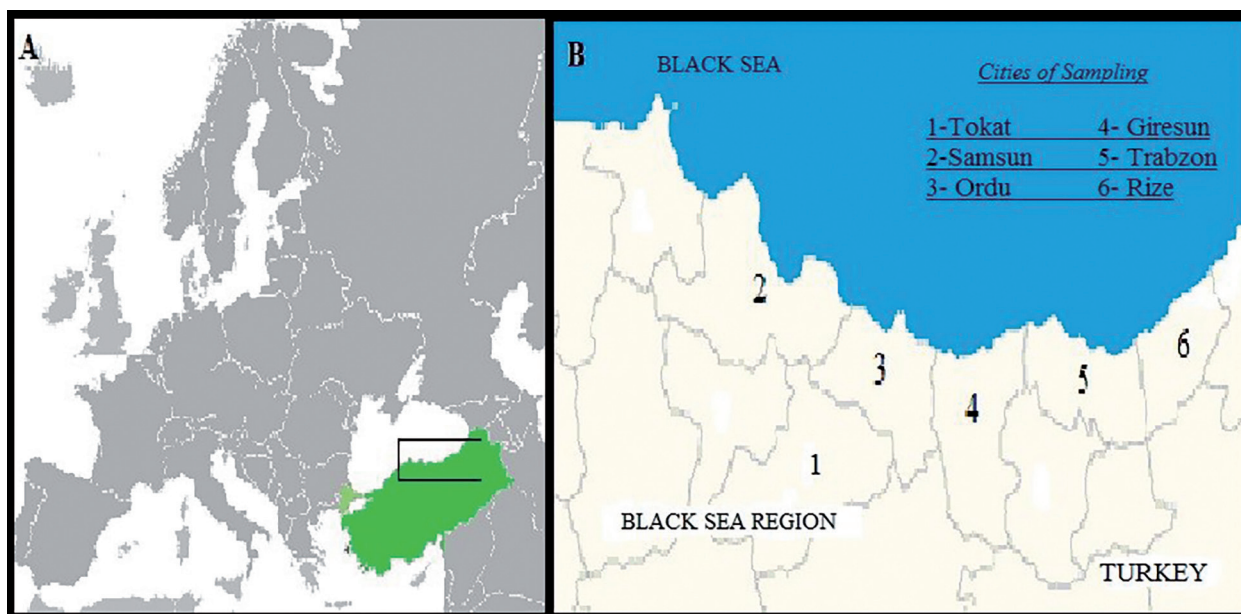 A
B
BLACK SEA
Cities of Sampling
1-Tokat 4- Giresun
2-Samsun 5- Trabzon
3- Ordu 6- Rize
2
3
4
5
6
1
BLACK SEA REGION
TURKEY